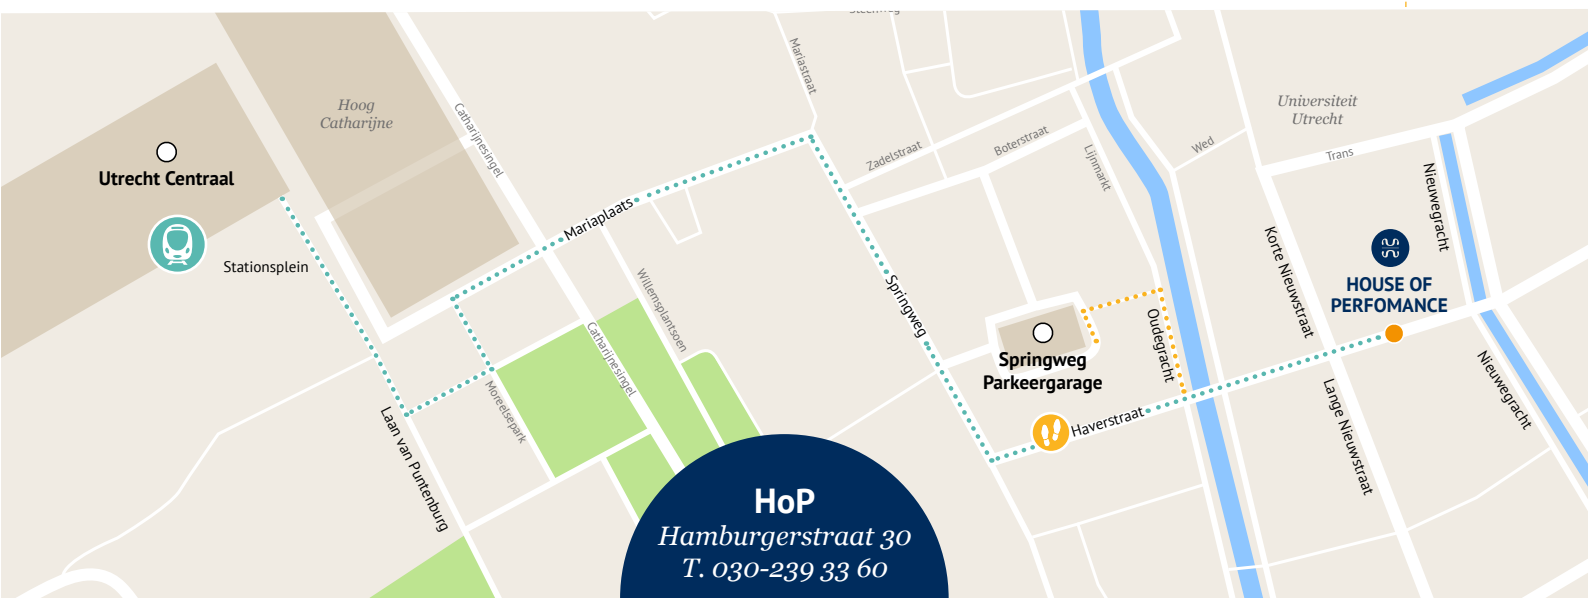 Steenweg
Mariastraat
Hoog
Catharijne
Catharijnesingel
Universiteit
Utrecht
Utrecht Centraal
Zadelstraat
Boterstraat
Lijnmarkt
Wed
Trans
Nieuwegracht
Mariaplaats
Stationsplein
Korte Nieuwstraat
HOUSE OF
PERFOMANCE
Willemsplantsoen
Springweg
Oudegracht
Catharijnesingel
Springweg
Parkeergarage
Moreelsepark
Laan van Puntenburg
Haverstraat
Lange Nieuwstraat
Nieuwegracht
HoP
Hamburgerstraat 30
T. 030-239 33 60